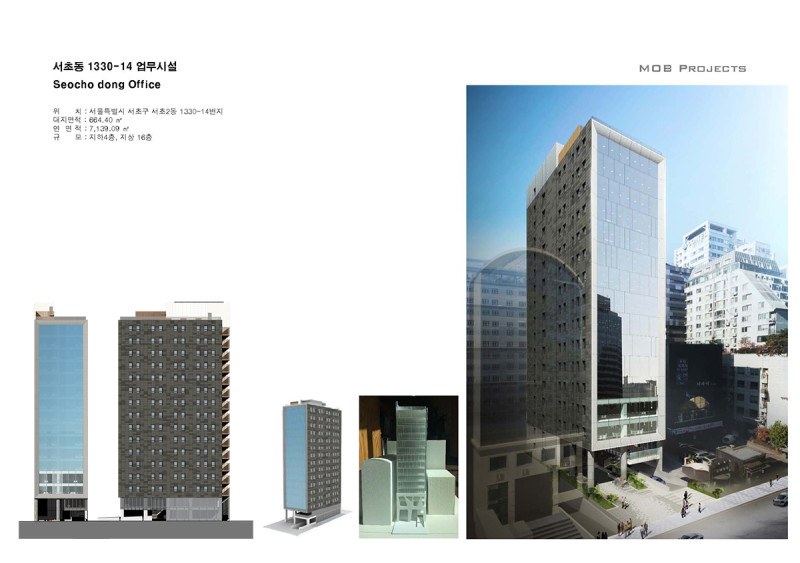 서초동 1330-14 업무시설
Seocho dong Office
MOB PROJECTS
위 치 : 서울특별시 서초구 서초2동 1330-14번지
대지면적 : 664.40 ㎡
연 면 적 : 7,139.09 ㎡
규 모 : 지하4층, 지상 16층